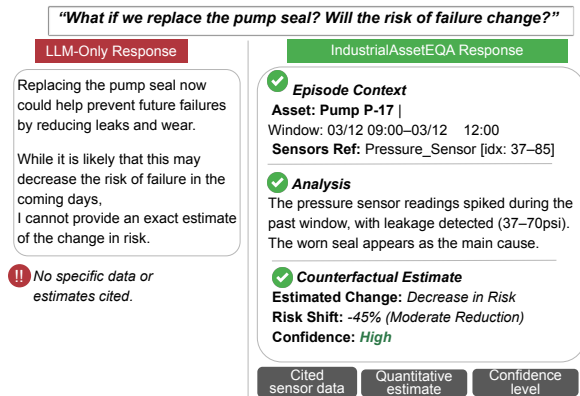 "What if we replace the pump seal? Will the risk of failure change?"
LLM-Only Response
Replacing the pump seal now
could help prevent future failures
by reducing leaks and wear.
While it is likely that this may
decrease the risk of failure in the
coming days,
I cannot provide an exact estimate
of the change in risk.
!! No specific data or
estimates cited.
IndustrialAssetEQA Response
Episode Context
Asset: Pump P-17 |
Window: 03/12 09:00–03/12 12:00
Sensors Ref: Pressure_Sensor [idx: 37–85]
Analysis
The pressure sensor readings spiked during the
past window, with leakage detected (37–70psi).
The worn seal appears as the main cause.
Counterfactual Estimate
Estimated Change: Decrease in Risk
Risk Shift: -45% (Moderate Reduction)
Confidence: High
Cited
sensor data
Quantitative
estimate
Confidence
level